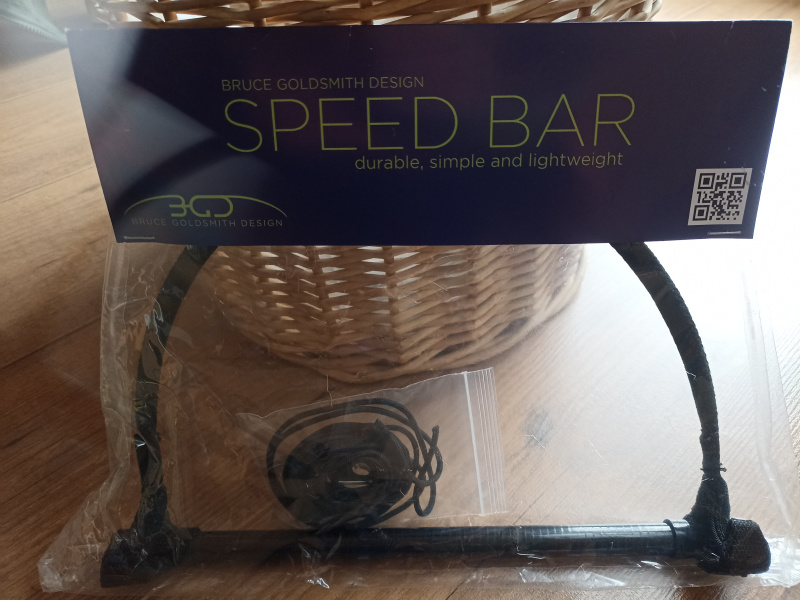 BRUCE GOLDSMITH DESIGN
SPEED BAR
durable, simple and lightweight
BGD
BRUCE GOLDSMITH DESIGN